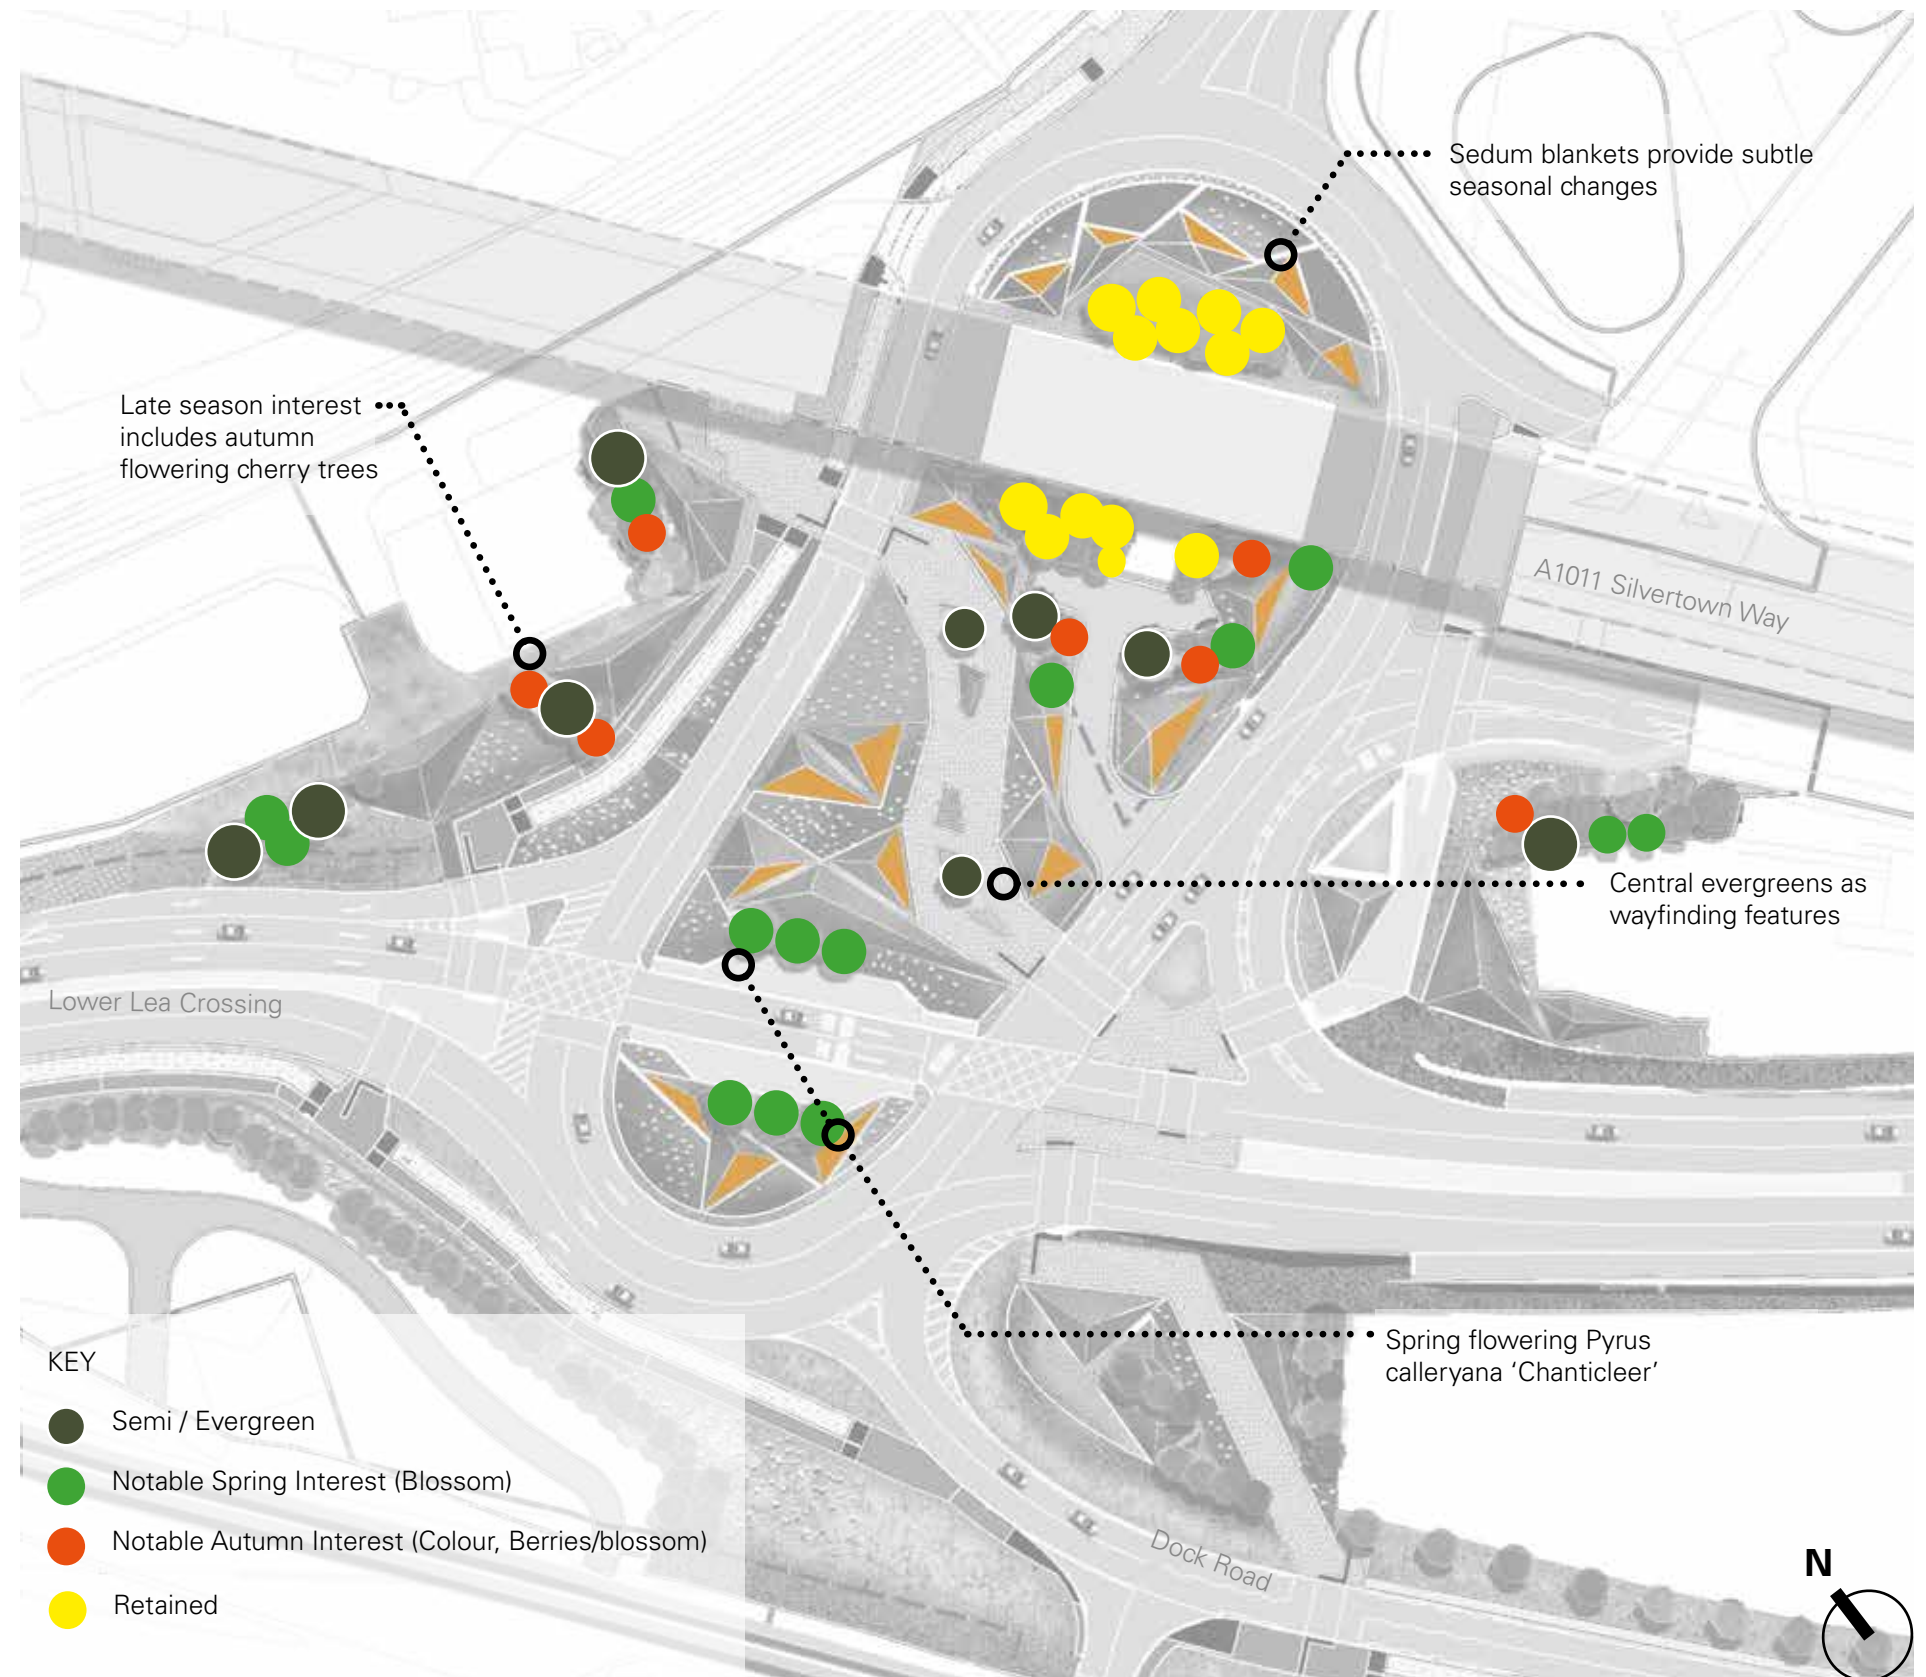 Sedum blankets provide subtle
seasonal changes
Late season interest
includes autumn
flowering cherry trees
A1011 Silvertown Way
Central evergreens as
wayfinding features
Lower Lea Crossing
Spring flowering Pyrus
calleryana ‘Chanticleer’
KEY
Semi / Evergreen
Notable Spring Interest (Blossom)
Notable Autumn Interest (Colour, Berries/blossom)
Retained
Dock Road
N